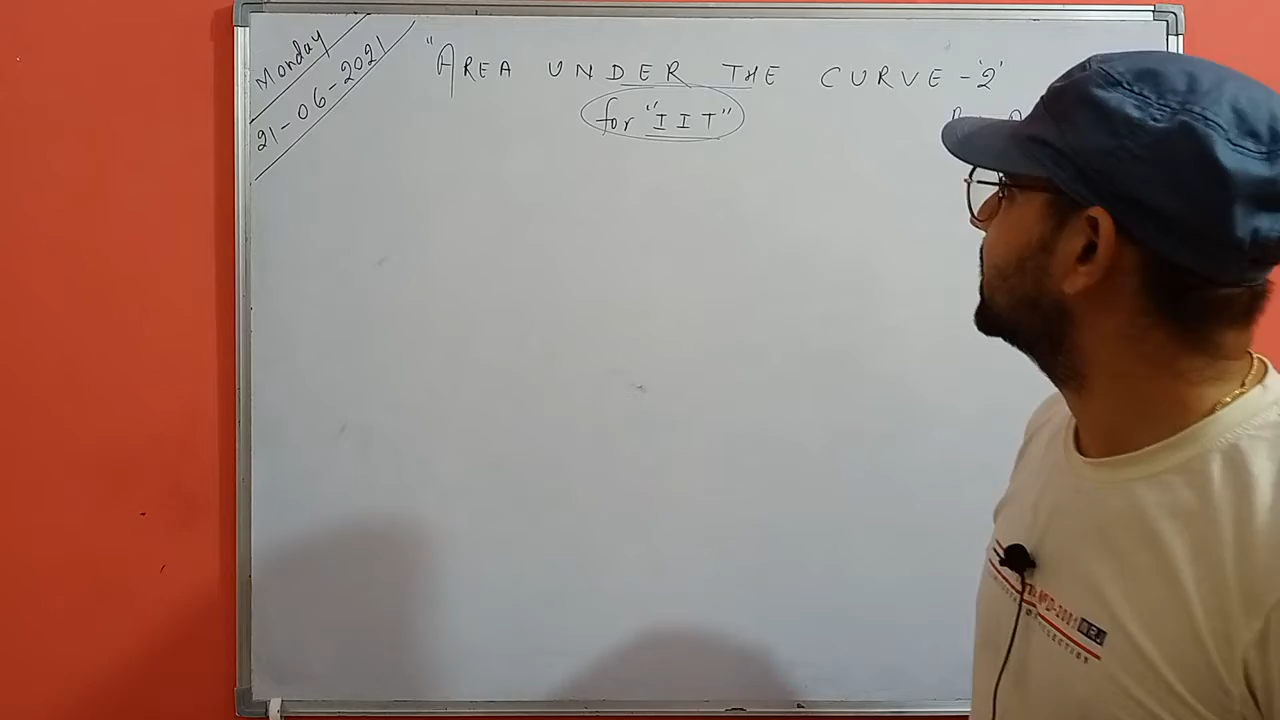 Monday
21-06-2021
"AREA UNDER THE CURVE-'2'
for "IIT"